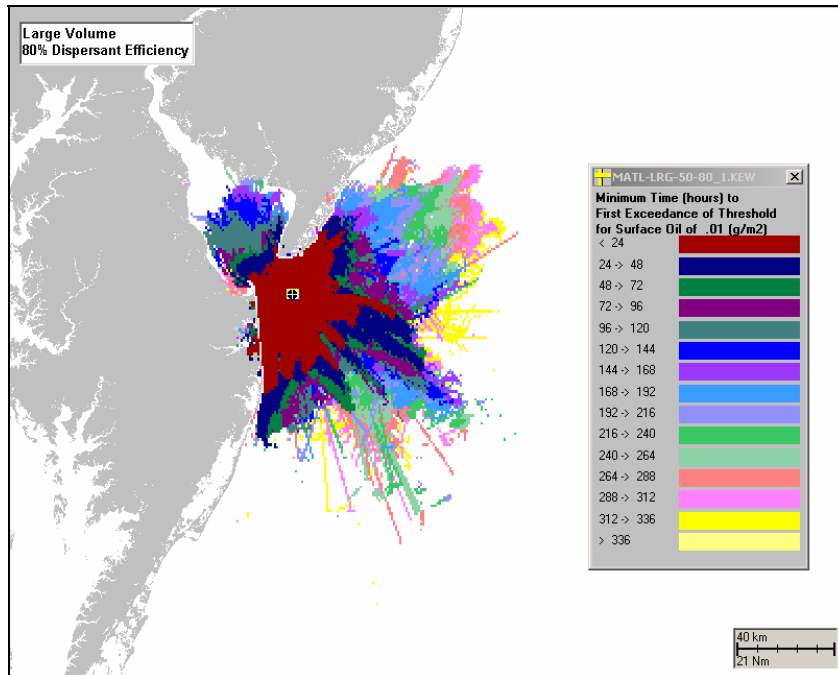 Large Volume
80% Dispersant Efficiency
MATL-LRG-50-80_1.KEW
Minimum Time (hours) to
First Exceedance of Threshold
for Surface Oil of .01 (g/m2)
< 24
24 -> 48
48 -> 72
72 -> 96
96 -> 120
120 -> 144
144 -> 168
168 -> 192
192 -> 216
216 -> 240
240 -> 264
264 -> 288
288 -> 312
312 -> 336
> 336
40 km
21 Nm